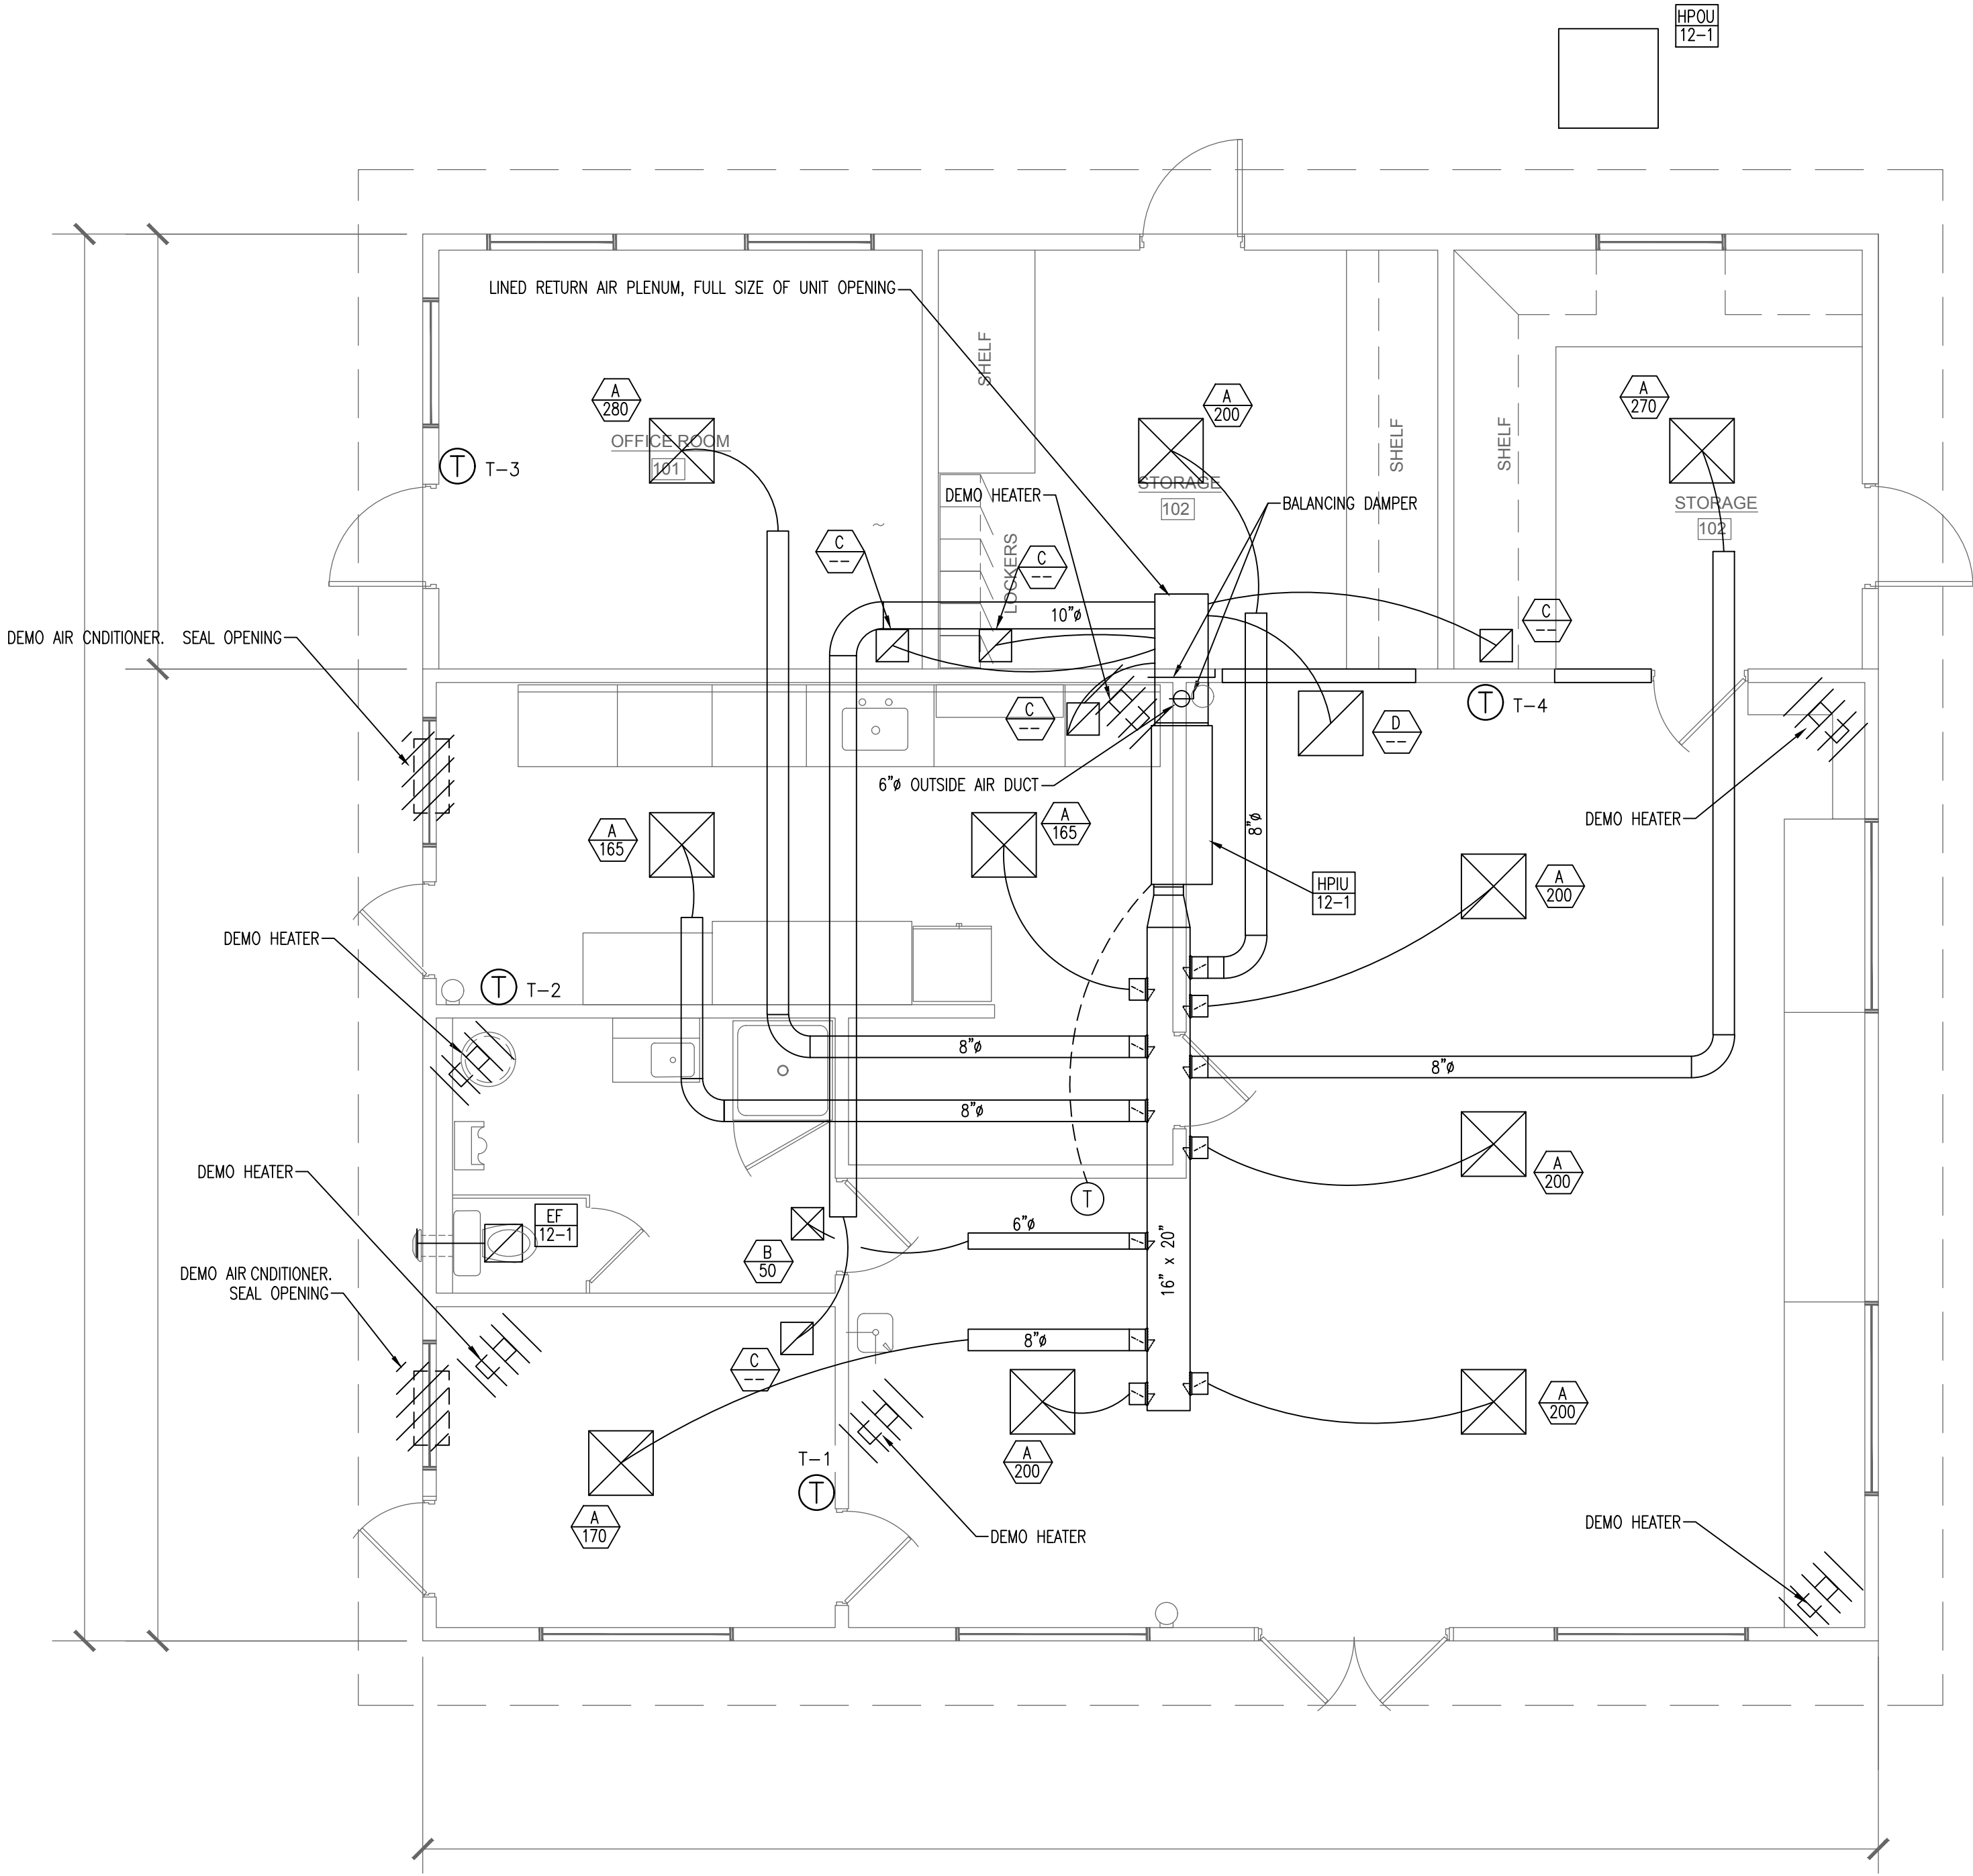 HPOU
12-1
LINED RETURN AIR PLENUM, FULL SIZE OF UNIT OPENING
SHELF
A
280
A
200
A
270
OFFICE ROOM
101
SHELF
SHELF
T T-3
DEMO HEATER
STORAGE
102
BALANCING DAMPER
STORAGE
102
C
--
C
--
LOCKERS
10"ø
C
--
DEMO AIR CNDITIONER. SEAL OPENING
C
--
D
--
T T-4
6"ø OUTSIDE AIR DUCT
DEMO HEATER
A
165
A
165
8"ø
HPIU
12-1
A
200
DEMO HEATER
T T-2
8"ø
8"ø
8"ø
DEMO HEATER
A
200
T
EF
12-1
6"ø
B
50
16" x 20"
DEMO AIR CNDITIONER.
SEAL OPENING
8"ø
C
--
A
200
A
200
T-1
T
A
170
DEMO HEATER
DEMO HEATER